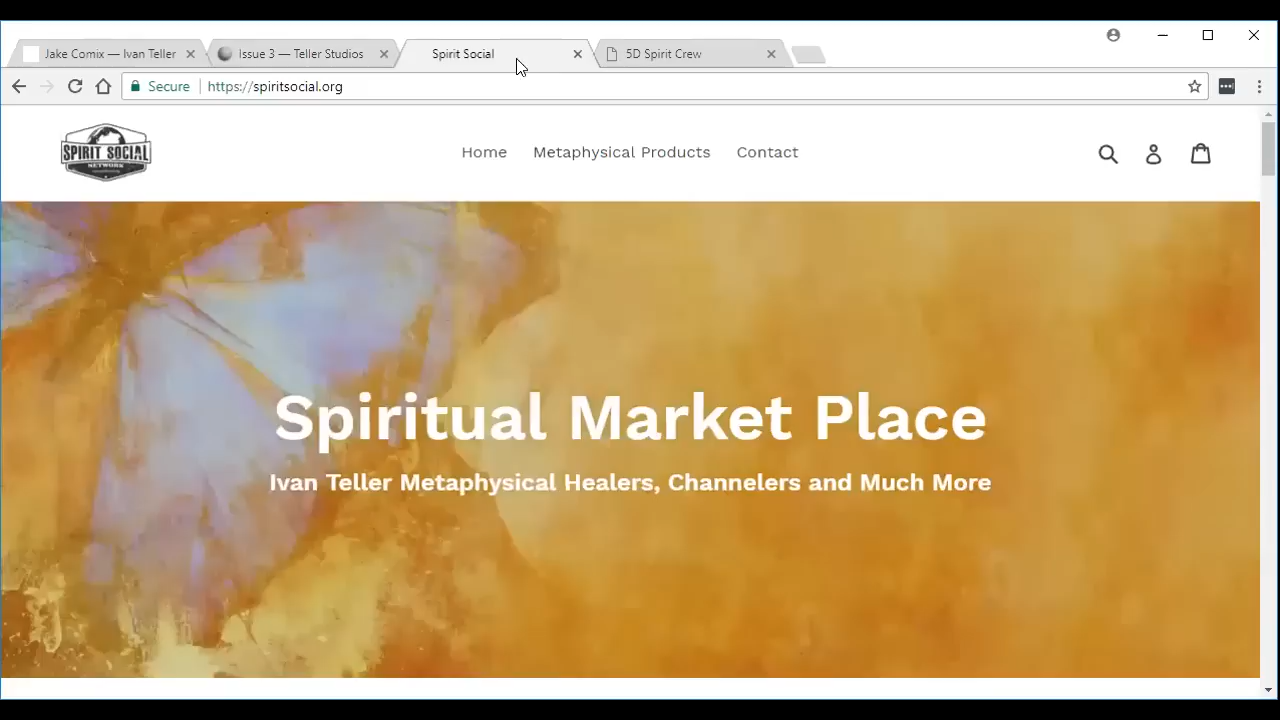 Jake Comix — Ivan Teller
Issue 3 — Teller Studios
Spirit Social
5D Spirit Crew
Secure
https://spiritsocial.org
SPIRIT SOCIAL
NETWORK
Home
Metaphysical Products
Contact
Spiritual Market Place
Ivan Teller Metaphysical Healers, Channelers and Much More